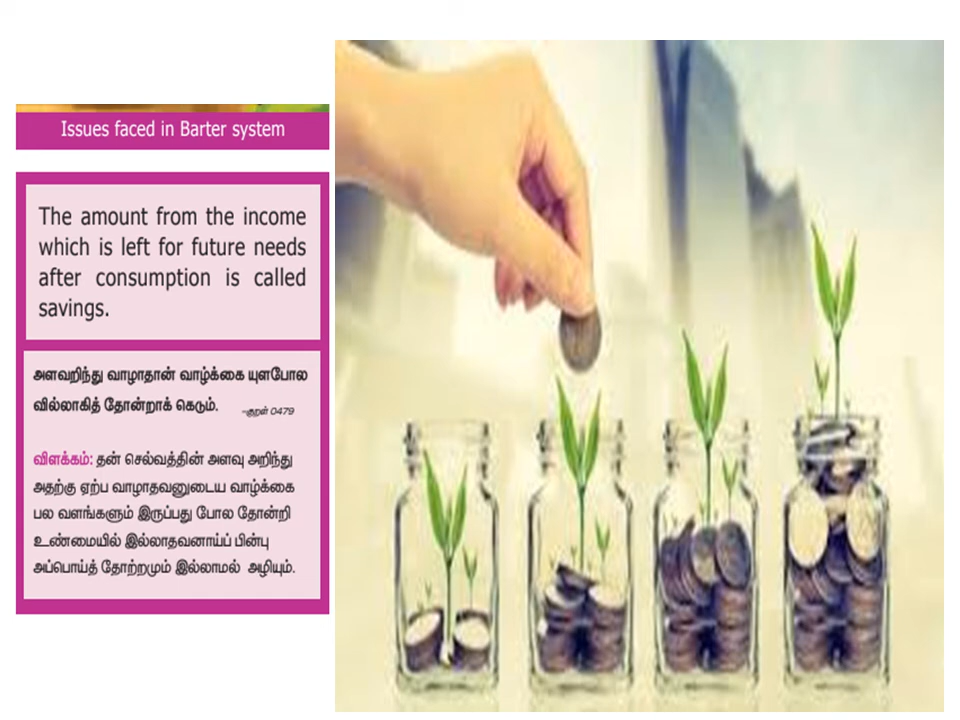 Issues faced in Barter system
The amount from the income
which is left for future needs
after consumption is called
savings.
அளவறிந்து வாழாதான் வாழ்க்கை யுளபோல
வில்லாகித் தோன்றாக் கெடும். -குறள் 0479
விளக்கம்: தன் செல்வத்தின் அளவு அறிந்து
அதற்கு ஏற்ப வாழாதவனுடைய வாழ்க்கை
பல வளங்களும் இருப்பது போல தோன்றி
உண்மையில் இல்லாதவனாய்ப் பின்பு
அப்பொய்த் தோற்றமும் இல்லாமல் அழியும்.